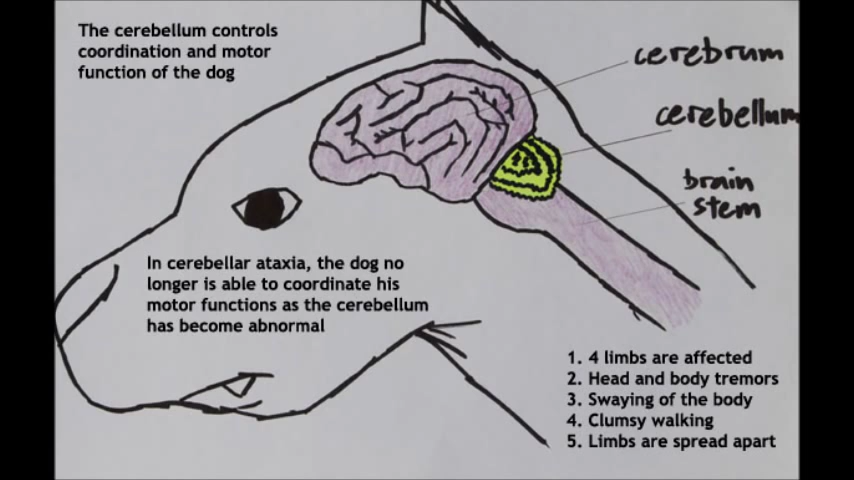 The cerebellum controls
coordination and motor
function of the dog
cerebrum
cerebellum
brain
stem
In cerebellar ataxia, the dog no
longer is able to coordinate his
motor functions as the cerebellum
has become abnormal
1. 4 limbs are affected
2. Head and body tremors
3. Swaying of the body
4. Clumsy walking
5. Limbs are spread apart